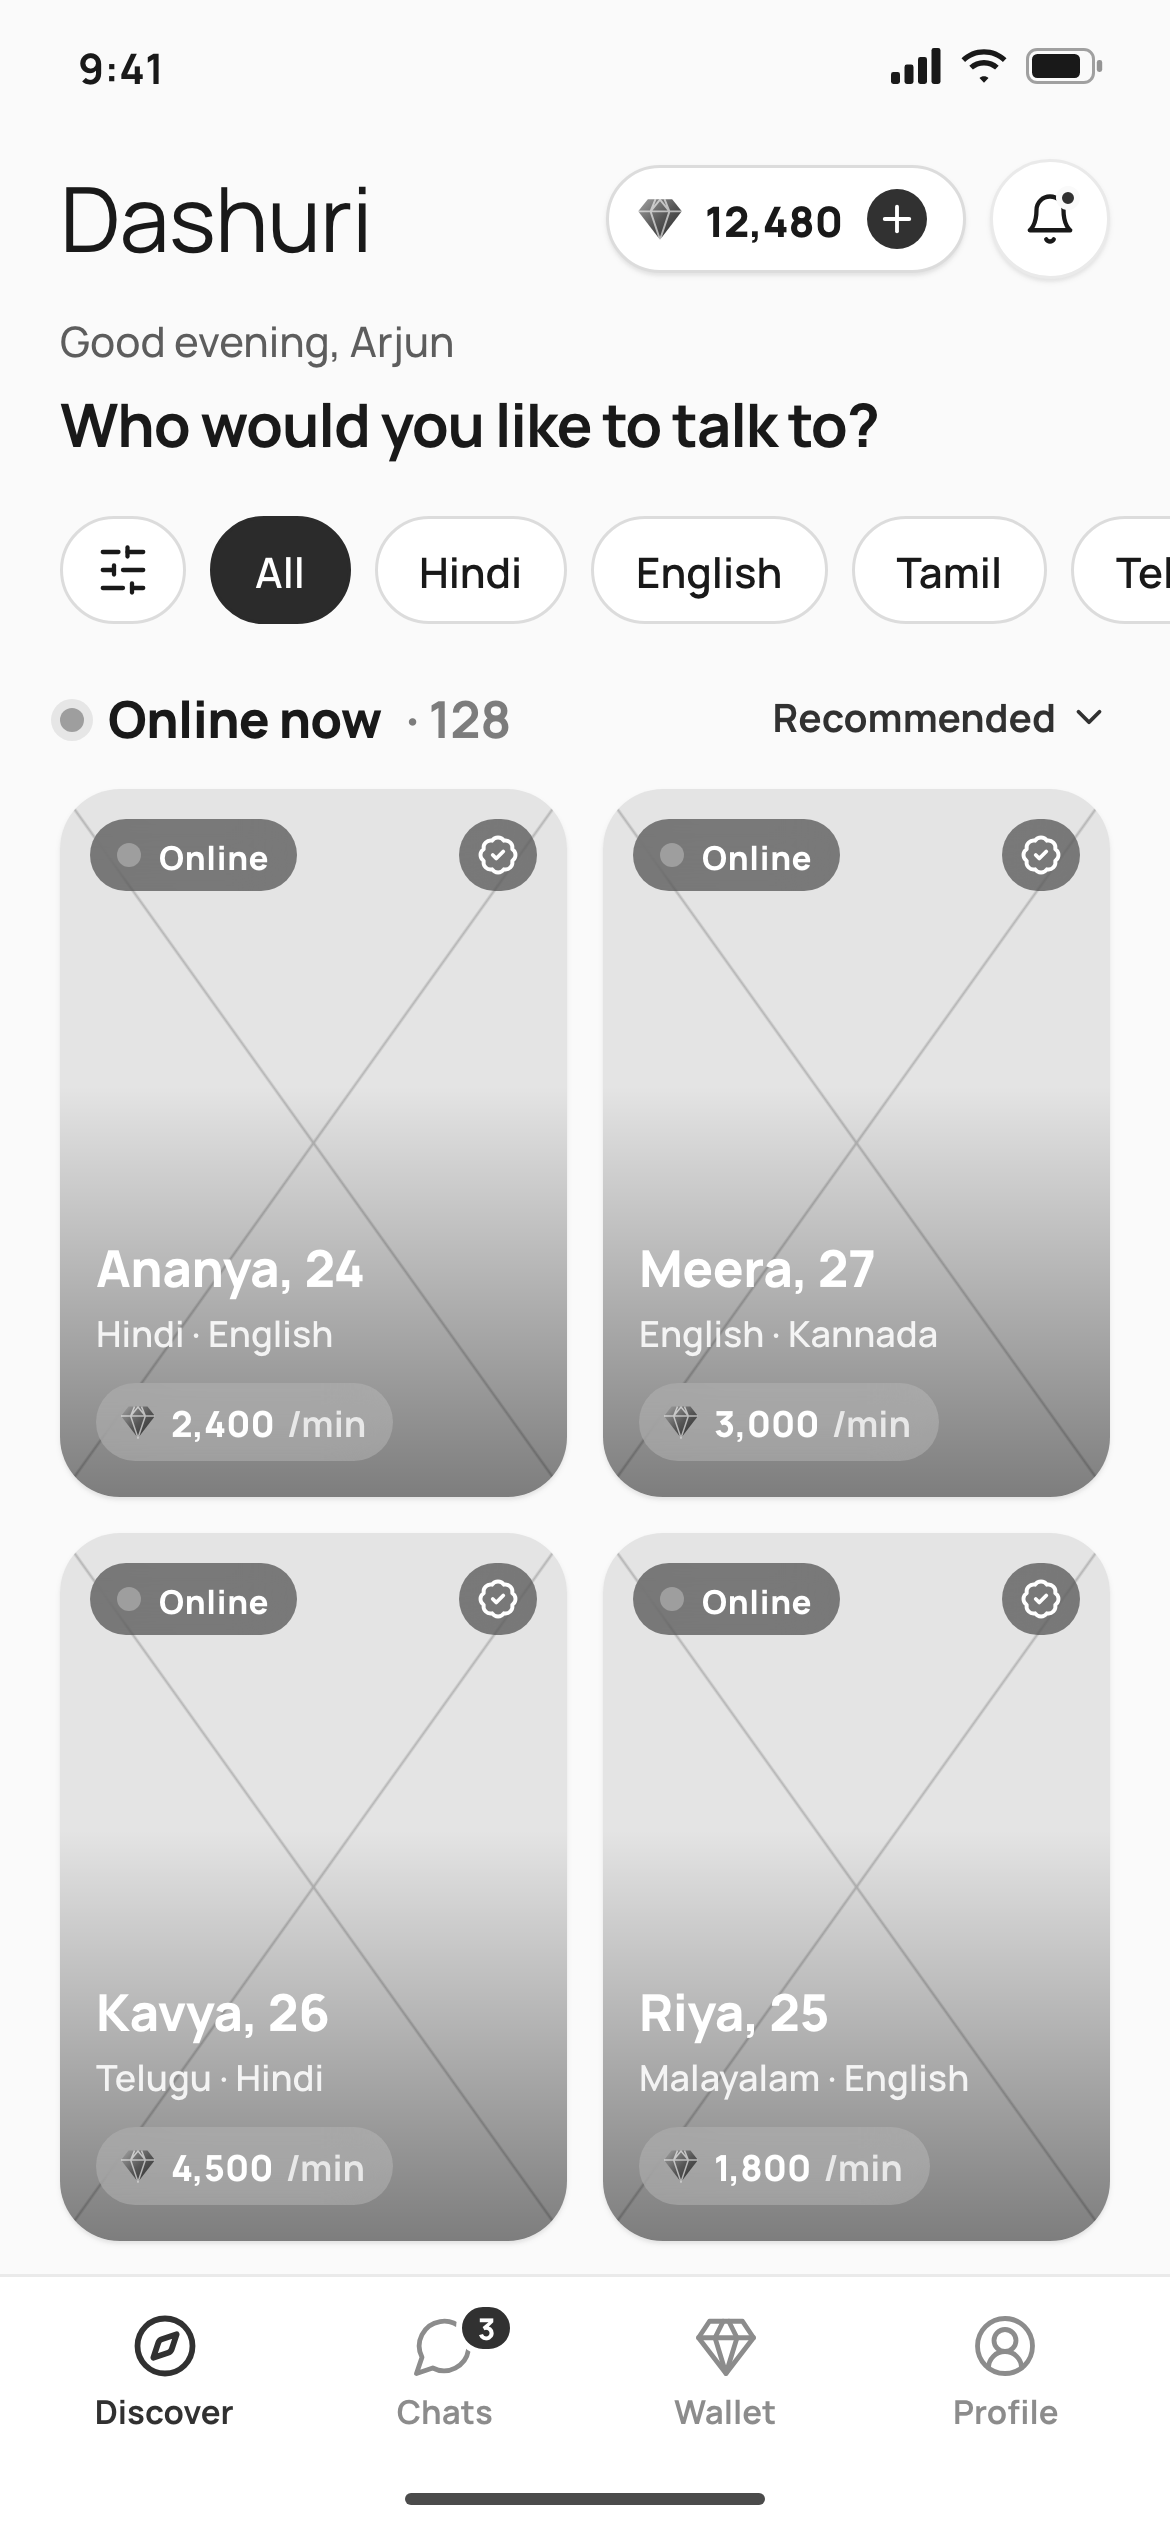 9:41
Dashuri
12,480
Good evening, Arjun
Who would you like to talk to?
All
Hindi
English
Tamil
Tel
Online now · 128
Recommended
Online
Online
Ananya, 24
Hindi · English
2,400 /min
Meera, 27
English · Kannada
3,000 /min
Online
Online
Kavya, 26
Telugu · Hindi
4,500 /min
Riya, 25
Malayalam · English
1,800 /min
3
Discover
Chats
Wallet
Profile